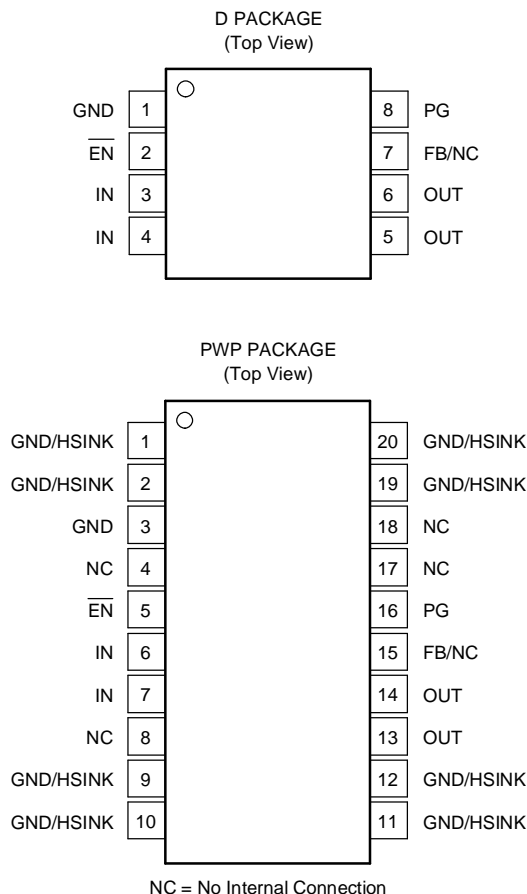 D PACKAGE
(Top View)
GND 1 8 PG
EN 2 7 FB/NC
IN 3 6 OUT
IN 4 5 OUT
PWP PACKAGE
(Top View)
GND/HSINK 1 20 GND/HSINK
GND/HSINK 2 19 GND/HSINK
GND 3 18 NC
NC 4 17 NC
EN 5 16 PG
IN 6 15 FB/NC
IN 7 14 OUT
NC 8 13 OUT
GND/HSINK 9 12 GND/HSINK
GND/HSINK 10 11 GND/HSINK
NC = No Internal Connection